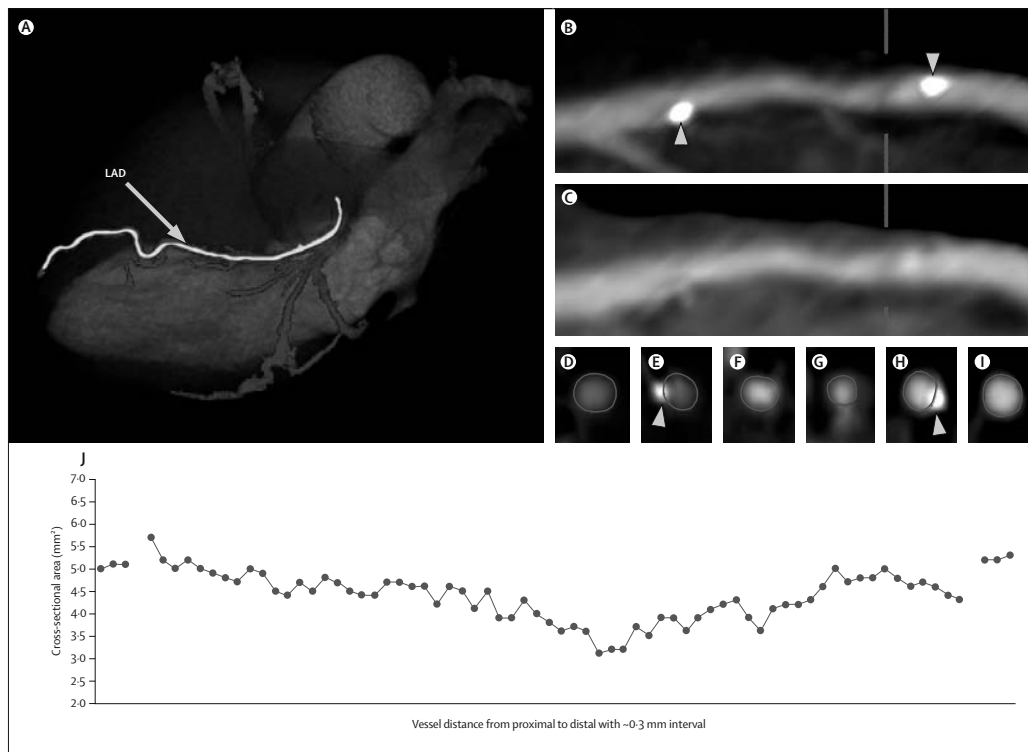 A
LAD
B
C
D
E
F
G
H
I
J
7·0
6·5
6·0
5·5
5·0
4·5
4·0
3·5
3·0
2·5
2·0
Cross-sectional area (mm²)
Vessel distance from proximal to distal with ~0·3 mm interval